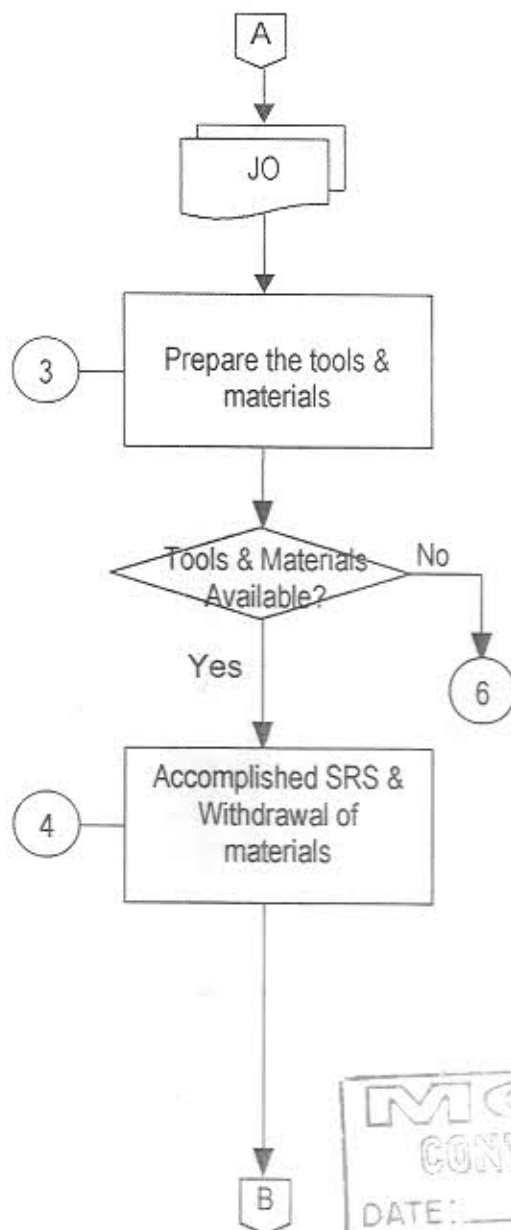 A
JO
3
Prepare the tools &
materials
Tools & Materials
Available?
No
Yes
6
4
Accomplished SRS &
Withdrawal of
materials
B
DATE: